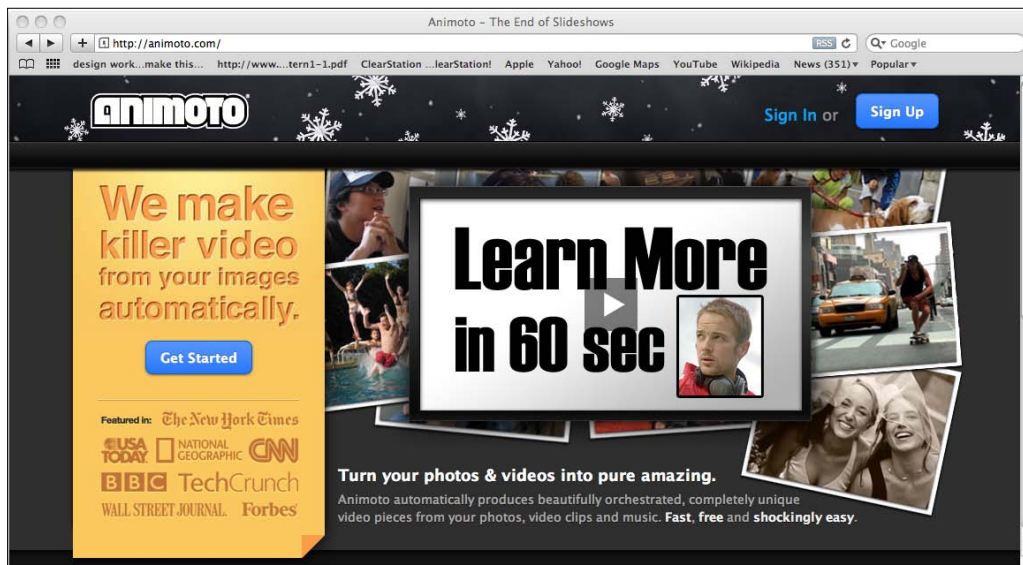 Animoto – The End of Slideshows
http://animoto.com/
RSS
Google
design work...make this...
http://www....tern1-1.pdf
ClearStation ...learStation!
Apple
Yahoo!
Google Maps
YouTube
Wikipedia
News (351)
Popular
ANIMOTO
Sign In or
Sign Up
We make
killer video
from your images
automatically.
Get Started
Featured in:
The New York Times
USA TODAY
NATIONAL GEOGRAPHIC
CNN
BBC
TechCrunch
WALL STREET JOURNAL.
Forbes
Learn More
in 60 sec
Turn your photos & videos into pure amazing.
Animoto automatically produces beautifully orchestrated, completely unique
video pieces from your photos, video clips and music. Fast, free and shockingly easy.